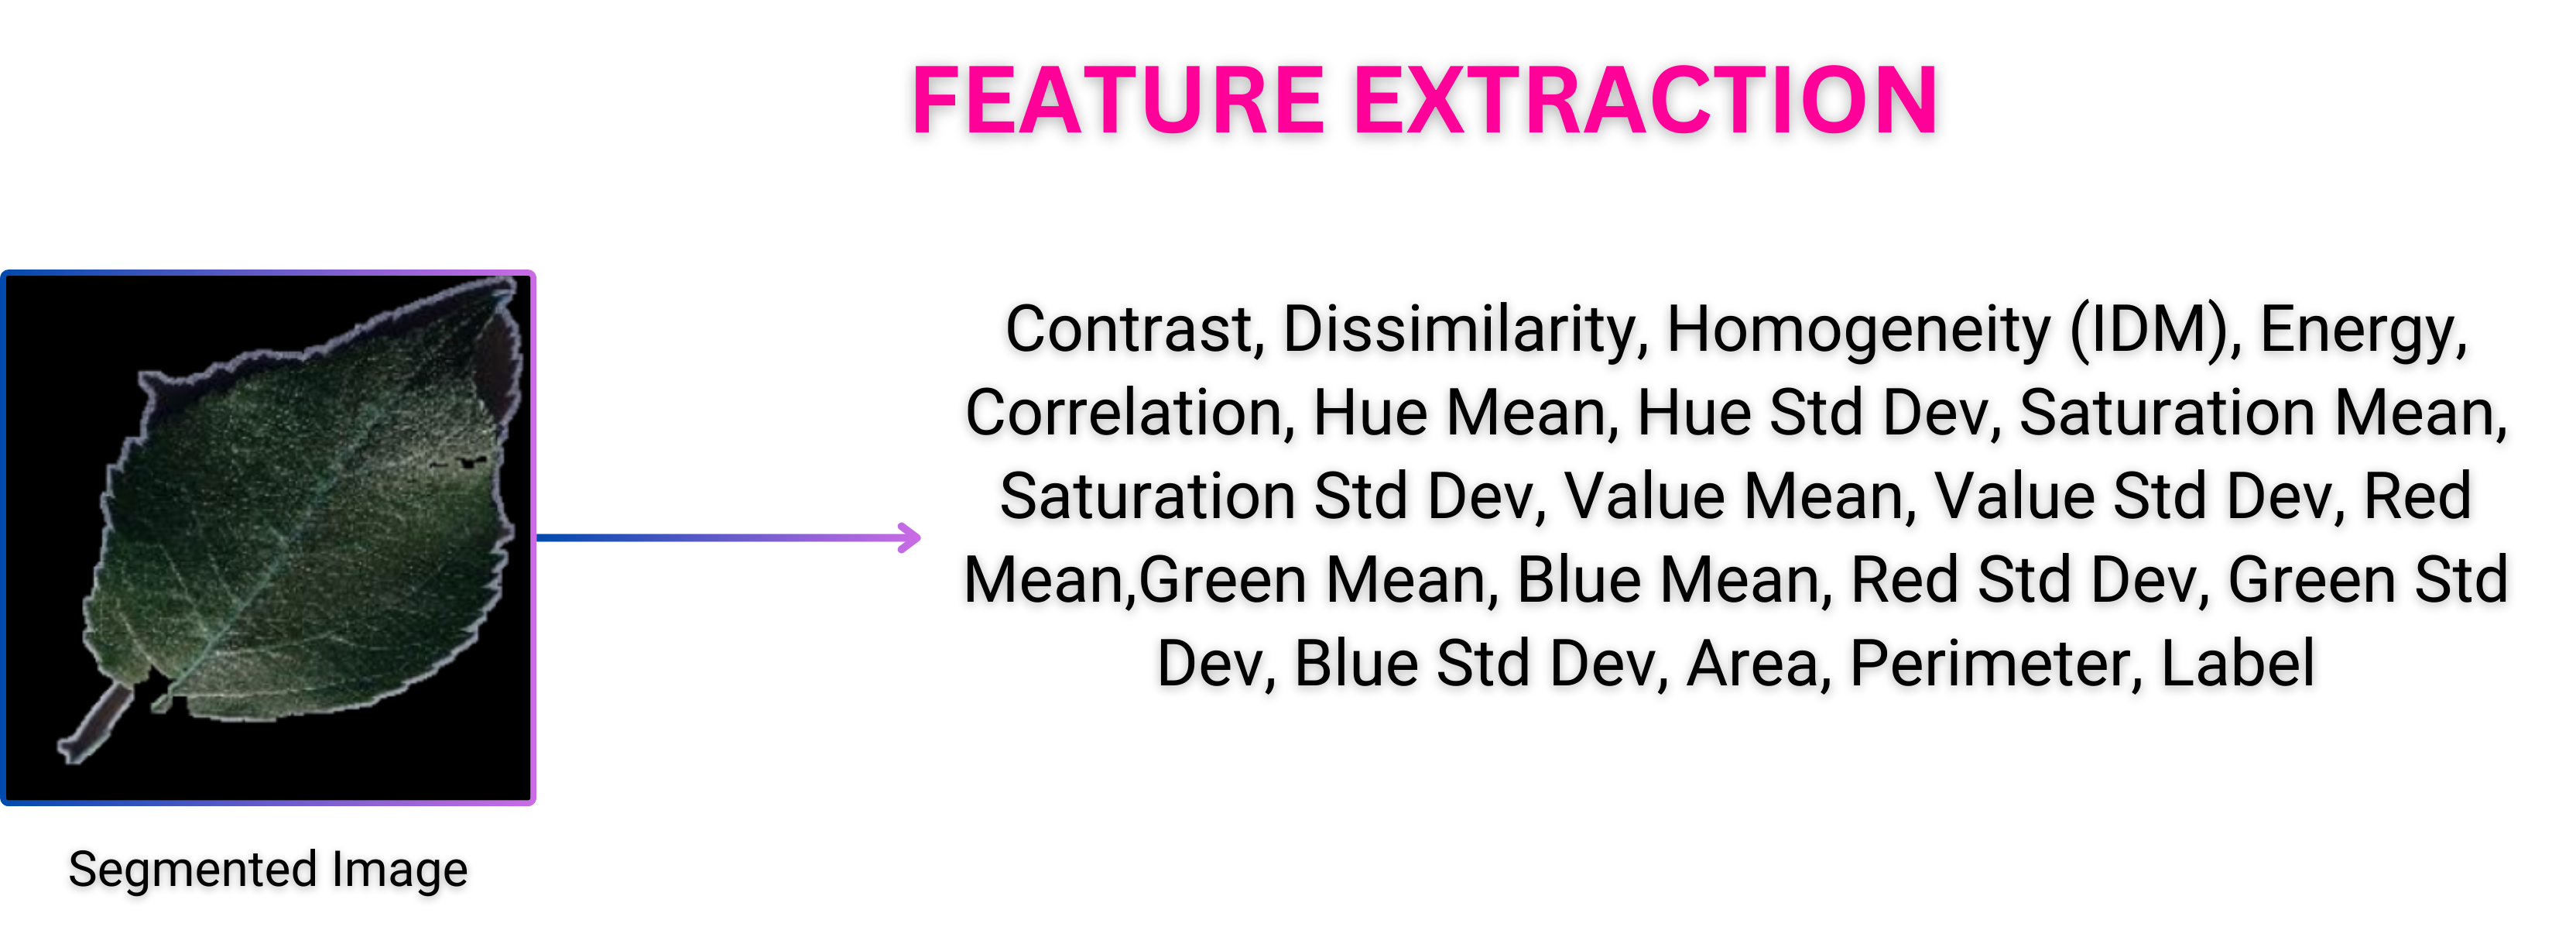 FEATURE EXTRACTION
Contrast, Dissimilarity, Homogeneity (IDM), Energy,
Correlation, Hue Mean, Hue Std Dev, Saturation Mean,
Saturation Std Dev, Value Mean, Value Std Dev, Red
Mean,Green Mean, Blue Mean, Red Std Dev, Green Std
Dev, Blue Std Dev, Area, Perimeter, Label
Segmented Image